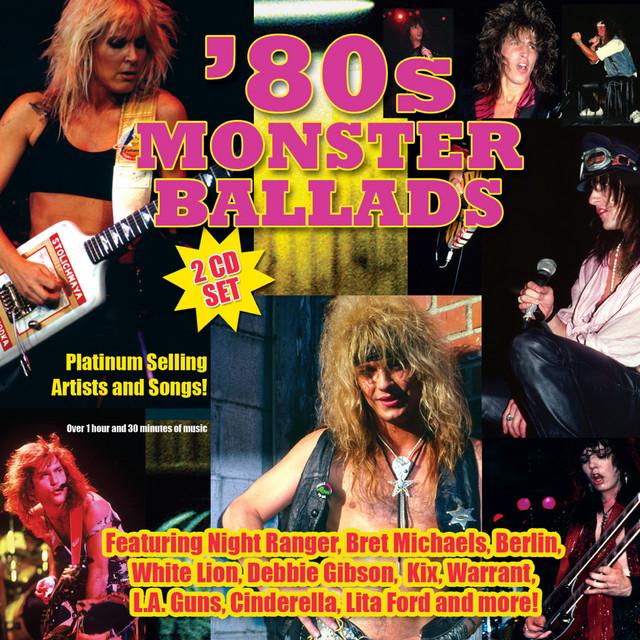 '80s
MONSTER
BALLADS
2 CD
SET
STOLICHNAYA
Platinum Selling
Artists and Songs!
Over 1 hour and 30 minutes of music
Featuring Night Ranger, Bret Michaels, Berlin,
White Lion, Debbie Gibson, Kix, Warrant,
L.A. Guns, Cinderella, Lita Ford and more!